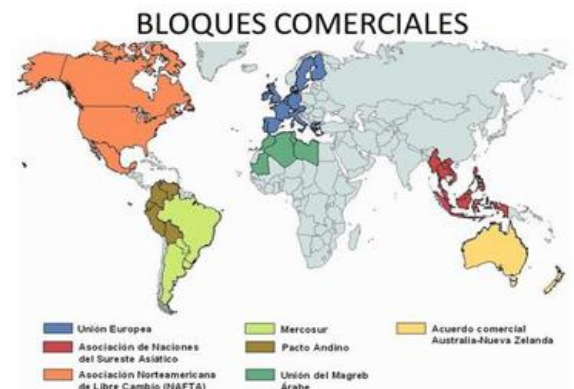 BLOQUES COMERCIALES
Unión Europea
Asociación de Naciones
del Sureste Asiático
Asociación Norteamericana
de Libre Cambio (NAFTA)
Mercosur
Pacto Andino
Unión del Magreb
Árabe
Acuerdo comercial
Australia-Nueva Zelanda